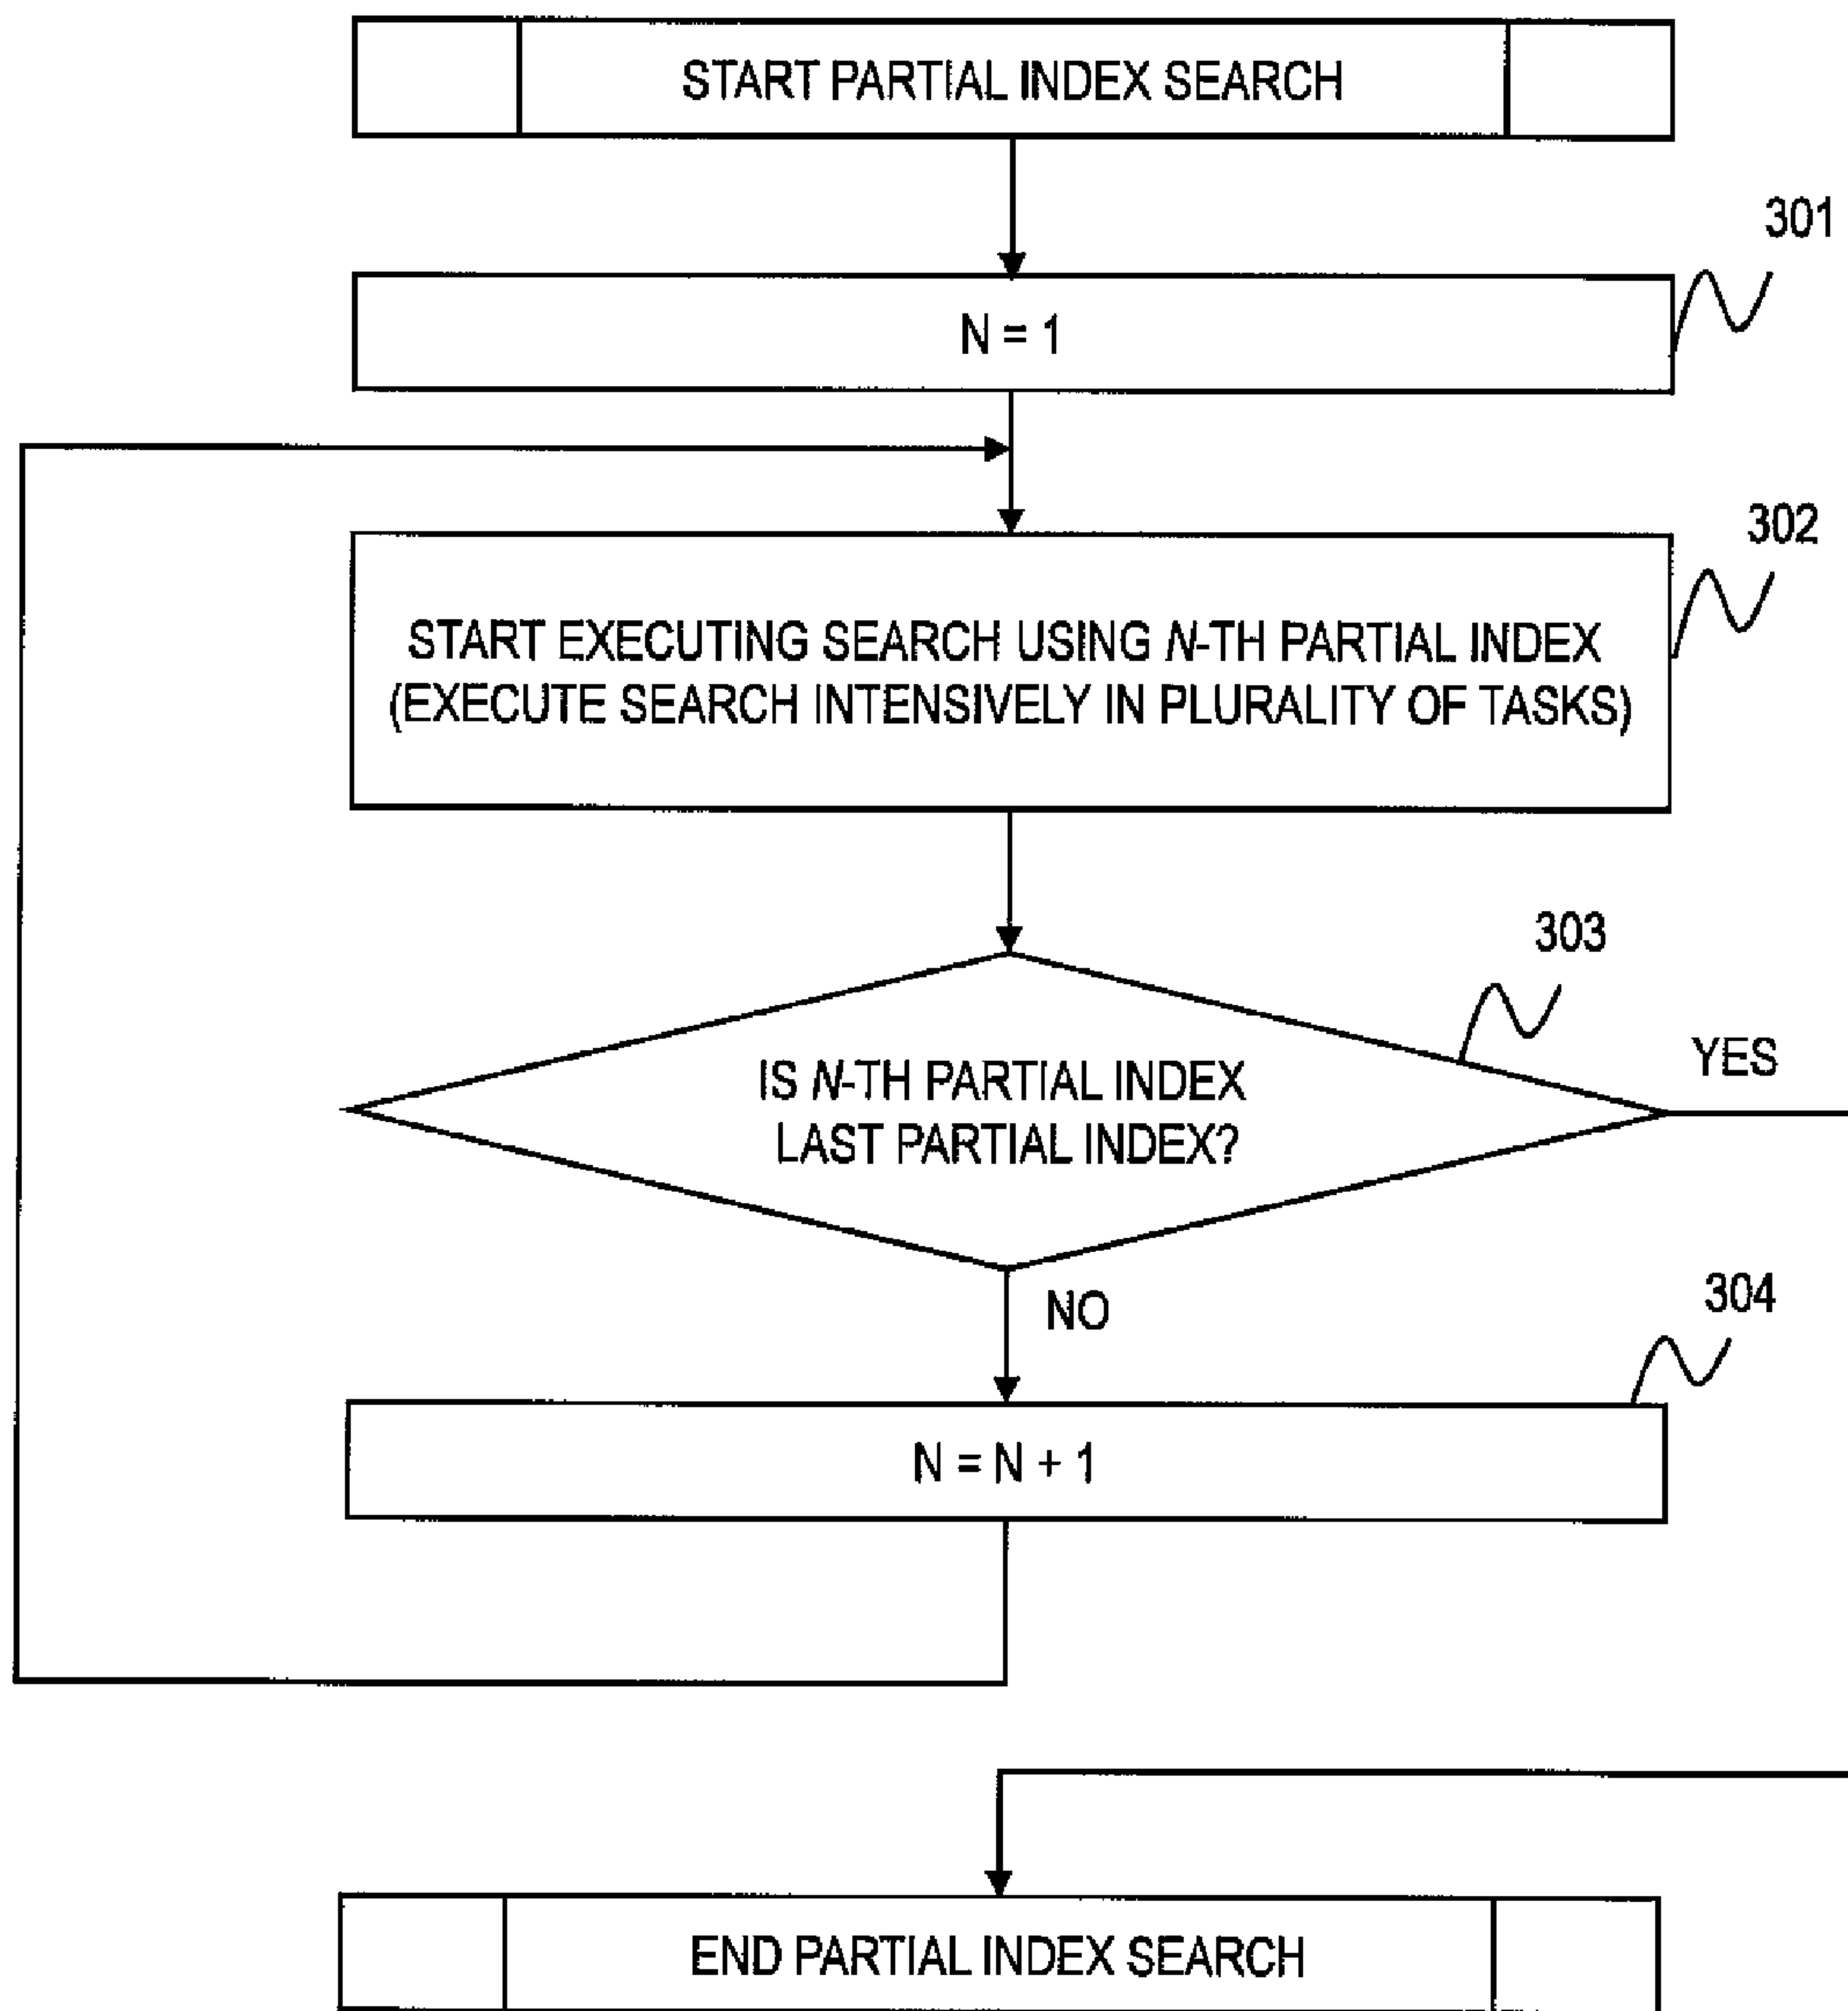 START PARTIAL INDEX SEARCH
301
N = 1
302
START EXECUTING SEARCH USING N-TH PARTIAL INDEX
(EXECUTE SEARCH INTENSIVELY IN PLURALITY OF TASKS)
303
YES
IS N-TH PARTIAL INDEX
LAST PARTIAL INDEX?
NO
304
N = N + 1
END PARTIAL INDEX SEARCH